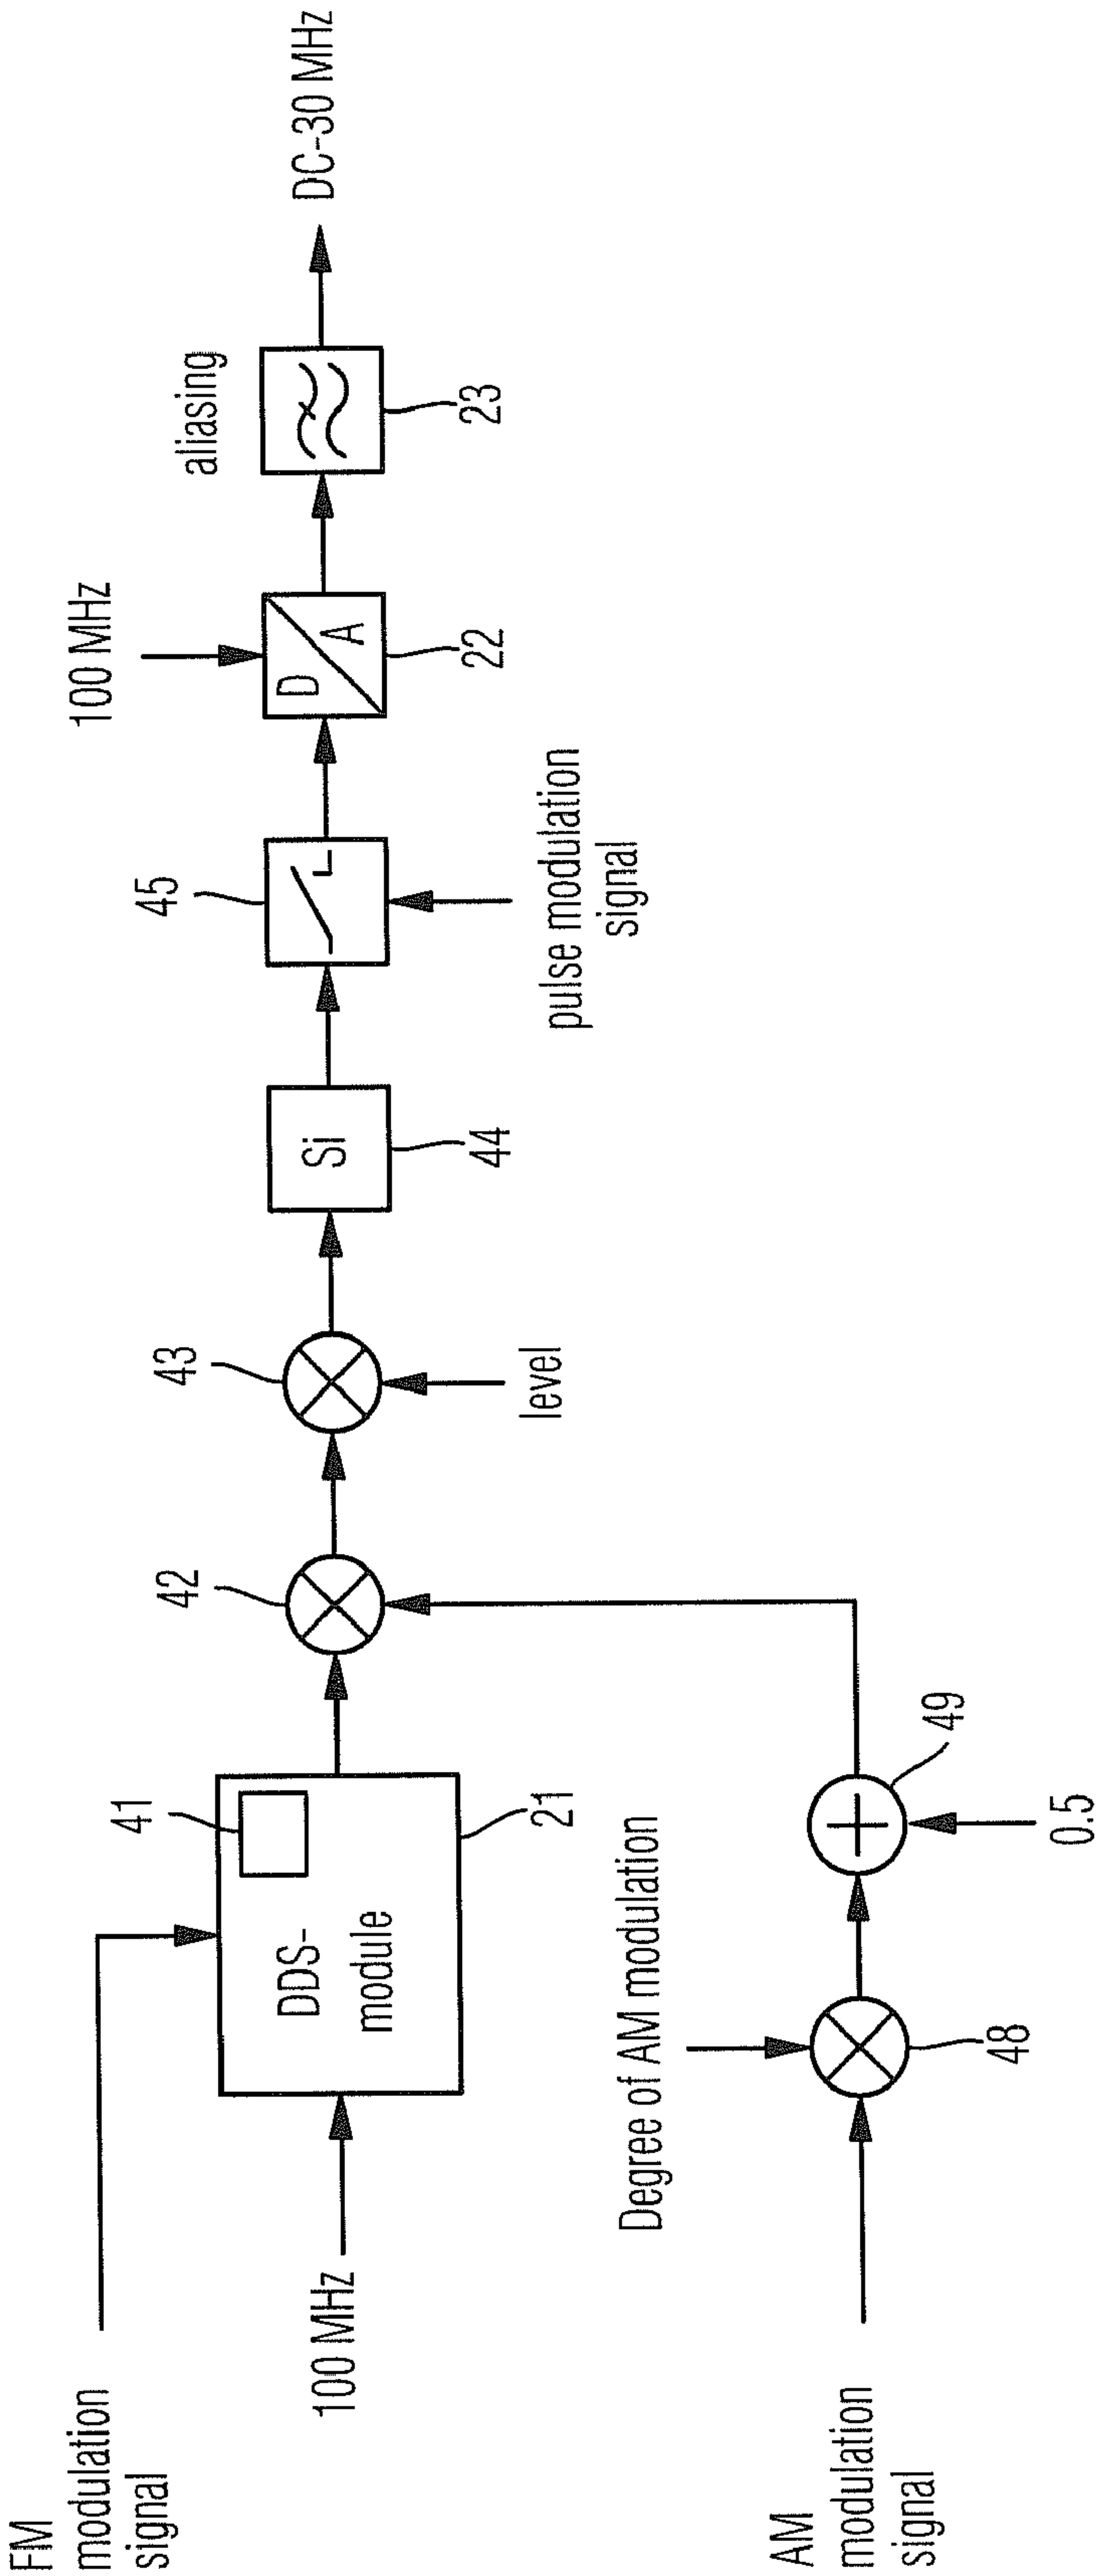 FM
modulation
signal
100 MHz
DDS-
module
41
21
42
43
level
Si
44
45
pulse modulation
signal
100 MHz
D
A
22
aliasing
23
DC-30 MHz
AM
modulation
signal
Degree of AM modulation
48
49
0.5